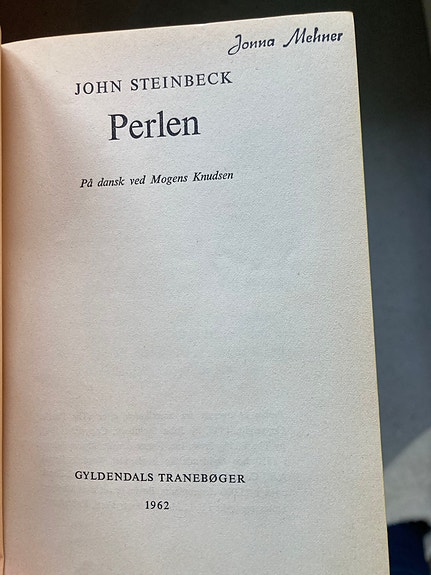 Jonna Mehner
JOHN STEINBECK
Perlen
På dansk ved Mogens Knudsen
GYLDENDALS TRANEBØGER
1962